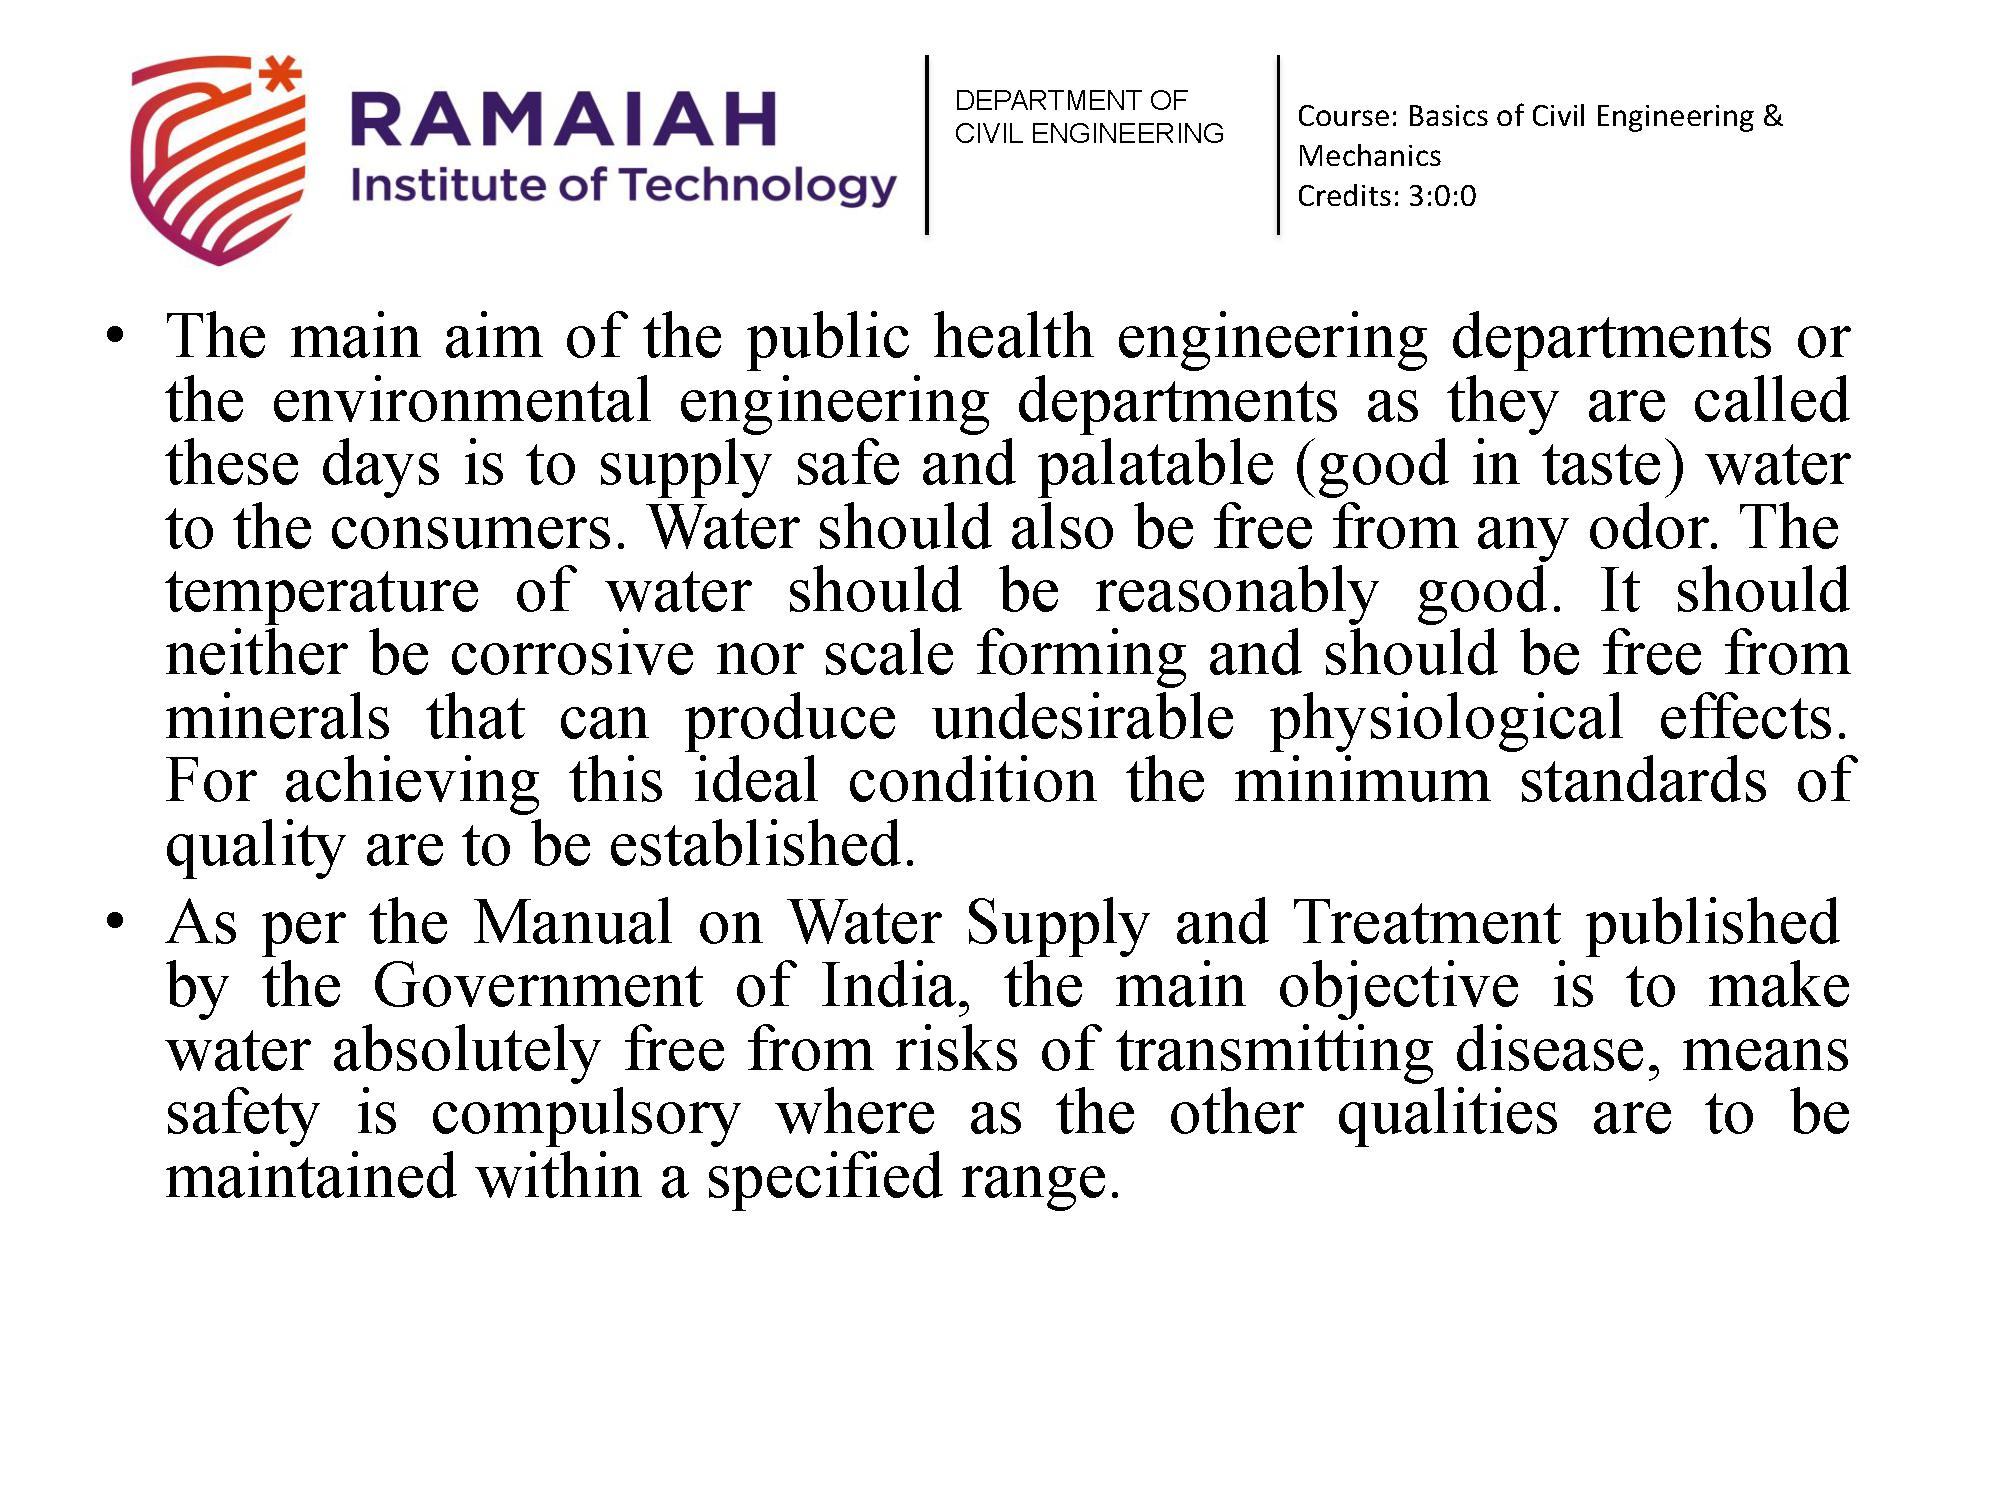 RAMAIAH
Institute of Technology
DEPARTMENT OF
CIVIL ENGINEERING
Course: Basics of Civil Engineering &
Mechanics
Credits: 3:0:0
• The main aim of the public health engineering departments or
the environmental engineering departments as they are called
these days is to supply safe and palatable (good in taste) water
to the consumers. Water should also be free from any odor. The
temperature of water should be reasonably good. It should
neither be corrosive nor scale forming and should be free from
minerals that can produce undesirable physiological effects.
For achieving this ideal condition the minimum standards of
quality are to be established.
• As per the Manual on Water Supply and Treatment published
by the Government of India, the main objective is to make
water absolutely free from risks of transmitting disease, means
safety is compulsory where as the other qualities are to be
maintained within a specified range.